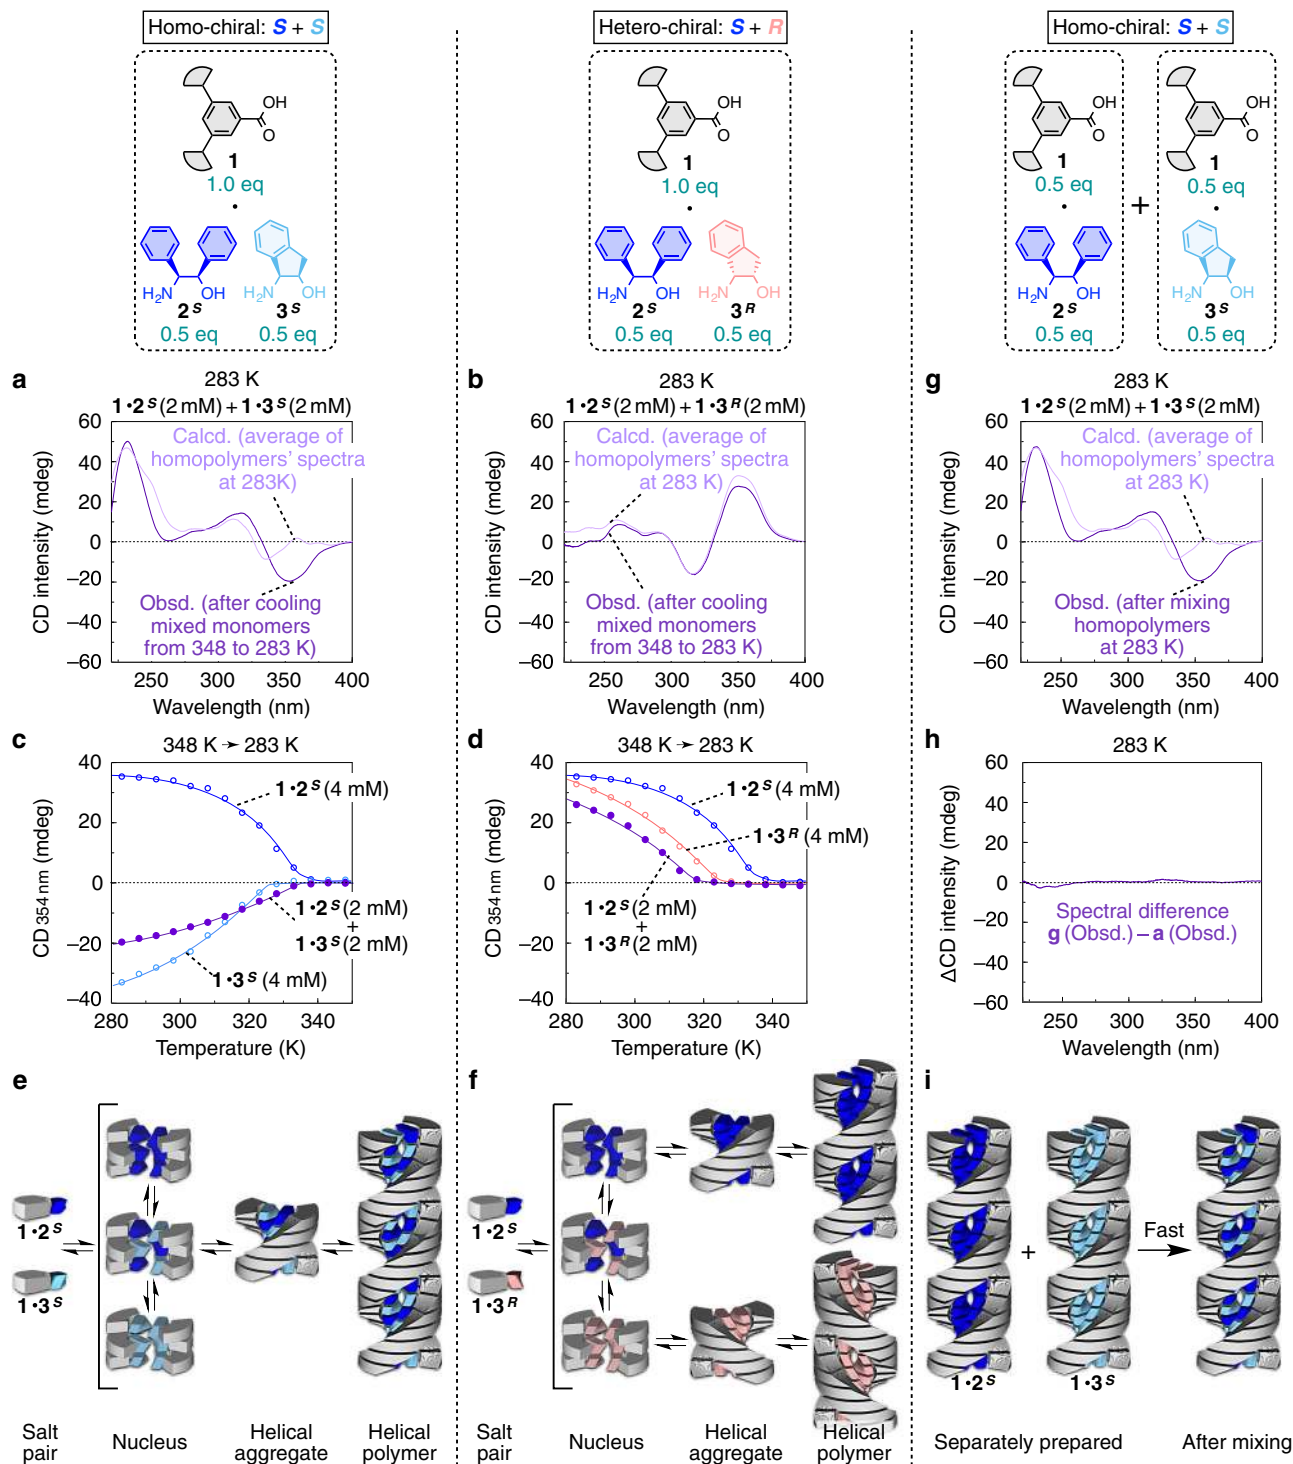 Homo-chiral: S + S
OH
O
1
1.0 eq
•
H₂N
OH
2ˢ
0.5 eq
H₂N
OH
3ˢ
0.5 eq
Hetero-chiral: S + R
OH
O
1
1.0 eq
•
H₂N
OH
2ˢ
0.5 eq
H₂N
OH
3ᴿ
0.5 eq
Homo-chiral: S + S
OH
O
1
0.5 eq
•
H₂N
OH
2ˢ
0.5 eq
+
OH
O
1
0.5 eq
•
H₂N
OH
3ˢ
0.5 eq
a
283 K
1•2ˢ (2 mM) + 1•3ˢ (2 mM)
CD intensity (mdeg)
60
40
20
0
–20
–40
–60
Calcd. (average of
homopolymers' spectra
at 283K)
Obsd. (after cooling
mixed monomers
from 348 to 283 K)
250
300
350
400
Wavelength (nm)
b
283 K
1•2ˢ (2 mM) + 1•3ᴿ (2 mM)
CD intensity (mdeg)
60
40
20
0
–20
–40
–60
Calcd. (average of
homopolymers' spectra
at 283 K)
Obsd. (after cooling
mixed monomers
from 348 to 283 K)
250
300
350
400
Wavelength (nm)
g
283 K
1•2ˢ (2 mM) + 1•3ˢ (2 mM)
CD intensity (mdeg)
60
40
20
0
–20
–40
–60
Calcd. (average of
homopolymers' spectra
at 283 K)
Obsd. (after mixing
homopolymers
at 283 K)
250
300
350
400
Wavelength (nm)
c
348 K → 283 K
CD 354 nm (mdeg)
40
20
0
–20
–40
1•2ˢ (4 mM)
1•2ˢ (2 mM)
+
1•3ˢ (2 mM)
1•3ˢ (4 mM)
280
300
320
340
Temperature (K)
d
348 K → 283 K
CD 354 nm (mdeg)
40
20
0
–20
–40
1•2ˢ (4 mM)
1•3ᴿ (4 mM)
1•2ˢ (2 mM)
+
1•3ᴿ (2 mM)
280
300
320
340
Temperature (K)
h
283 K
ΔCD intensity (mdeg)
60
40
20
0
–20
–40
–60
Spectral difference
g (Obsd.) – a (Obsd.)
250
300
350
400
Wavelength (nm)
e
1•2ˢ
1•3ˢ
Salt
pair
Nucleus
Helical
aggregate
Helical
polymer
f
1•2ˢ
1•3ᴿ
Salt
pair
Nucleus
Helical
aggregate
Helical
polymer
i
+
Fast
1•2ˢ
1•3ˢ
Separately prepared
After mixing